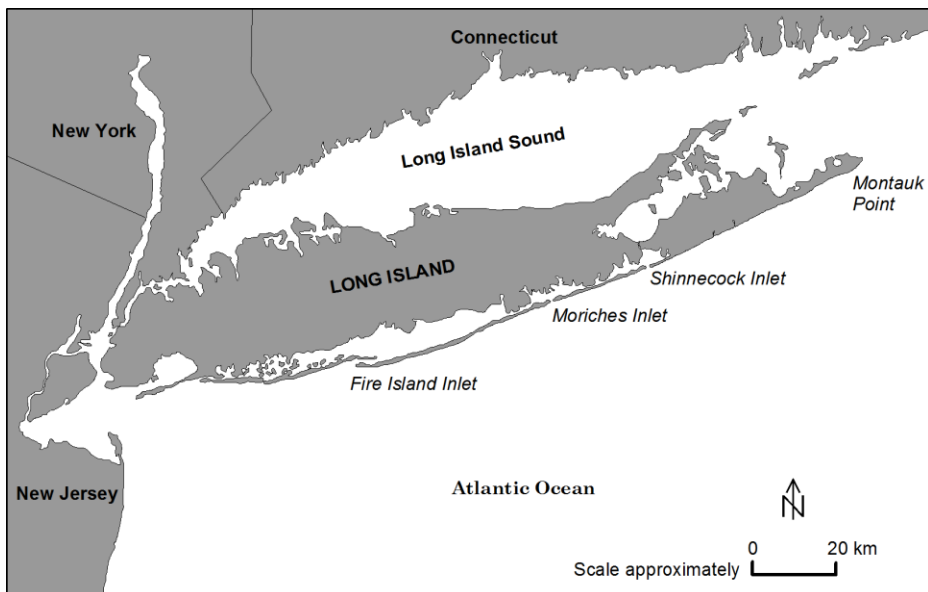 Connecticut
New York
Long Island Sound
Montauk
Point
LONG ISLAND
Shinnecock Inlet
Moriches Inlet
Fire Island Inlet
New Jersey
Atlantic Ocean
N
0 20 km
Scale approximately